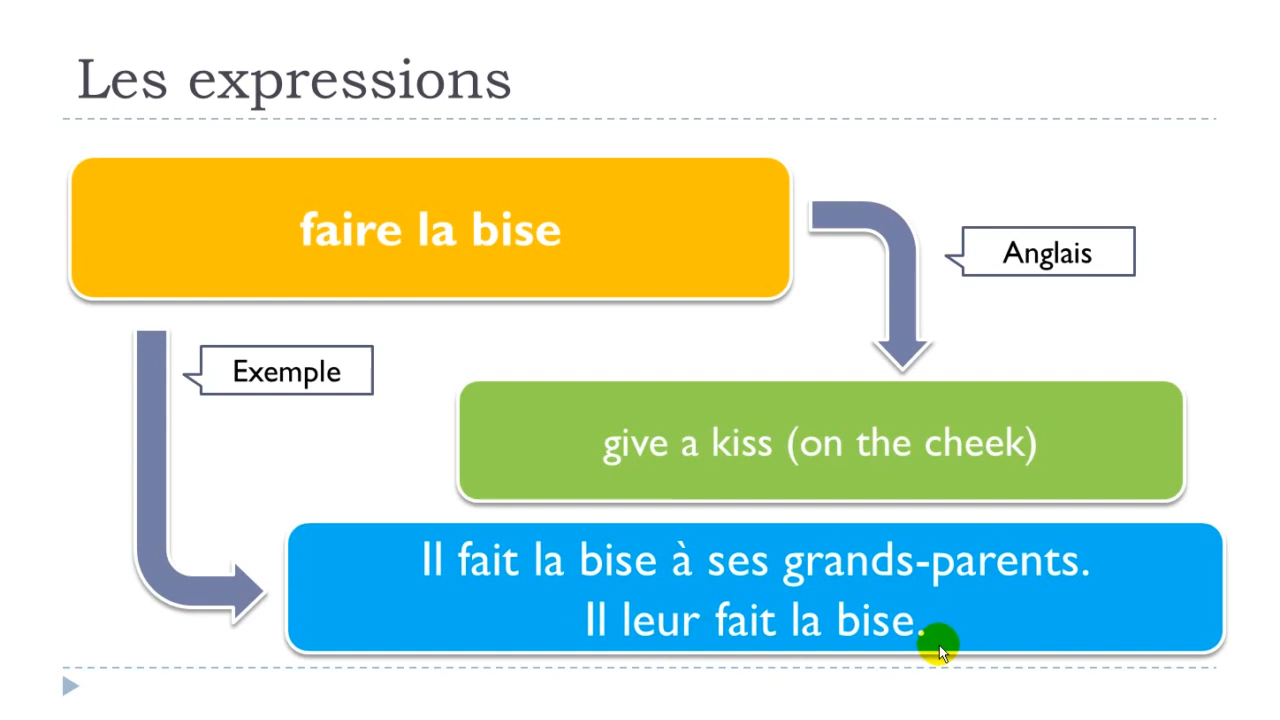 Les expressions
faire la bise
Anglais
Exemple
give a kiss (on the cheek)
Il fait la bise à ses grands-parents.
Il leur fait la bise.